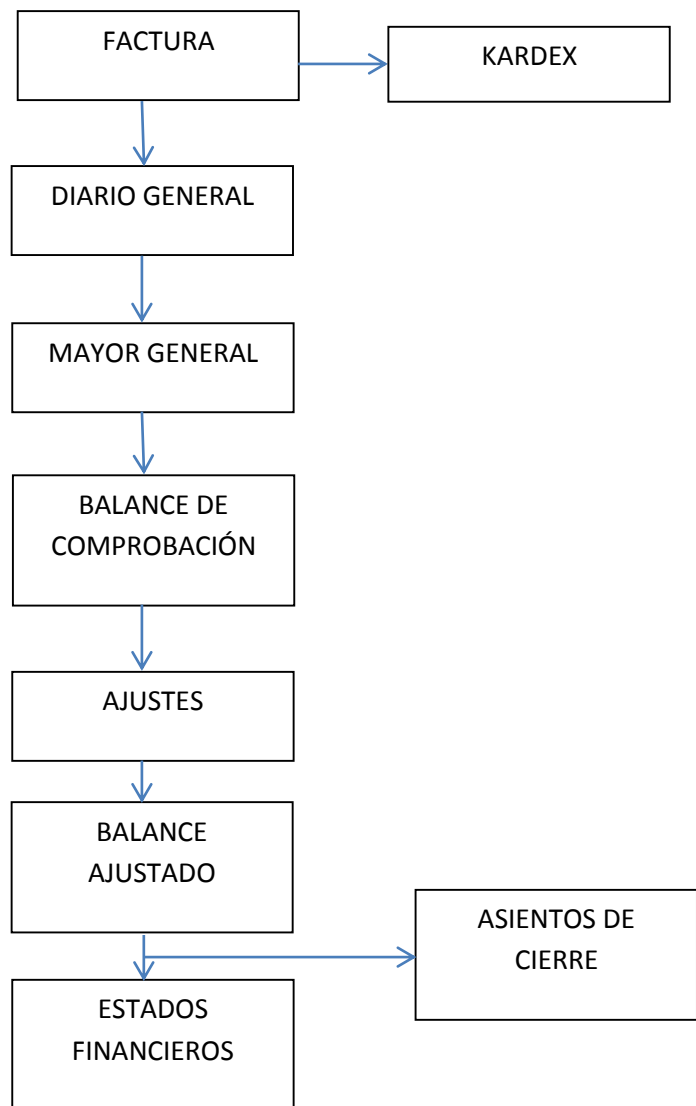 FACTURA
KARDEX
DIARIO GENERAL
MAYOR GENERAL
BALANCE DE
COMPROBACIÓN
AJUSTES
BALANCE
AJUSTADO
ASIENTOS DE
CIERRE
ESTADOS
FINANCIEROS